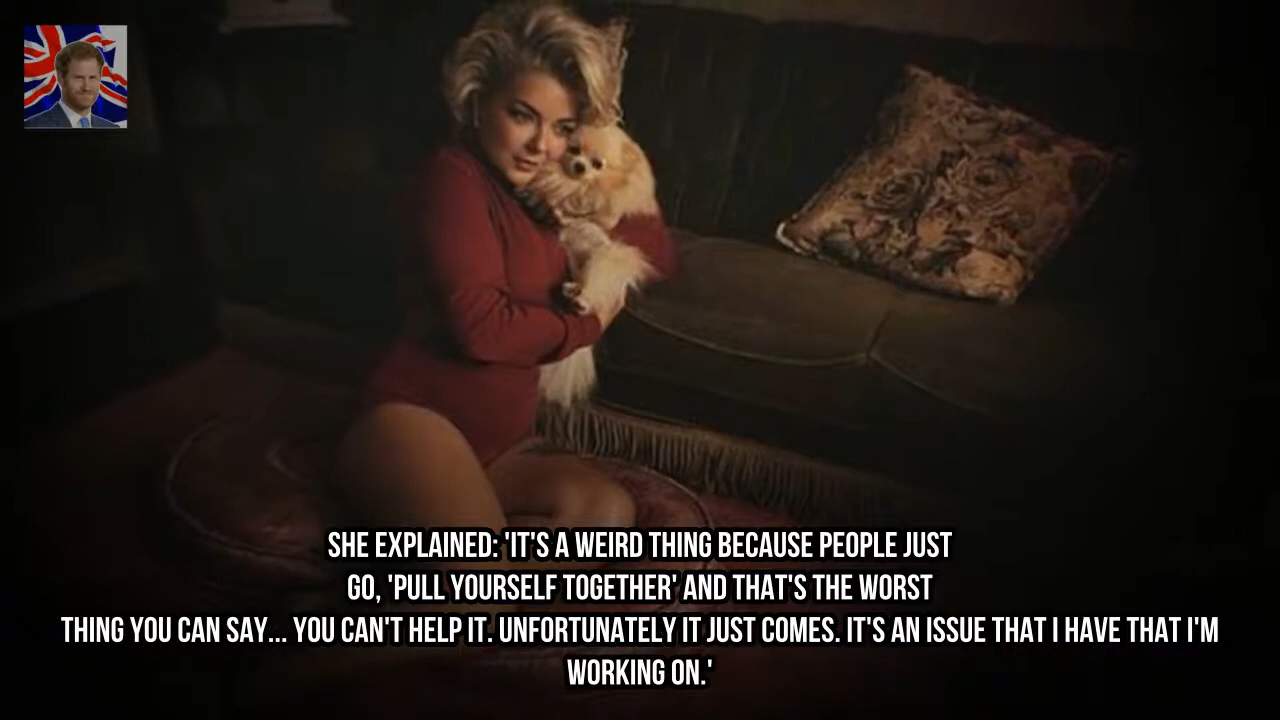 SHE EXPLAINED: 'IT'S A WEIRD THING BECAUSE PEOPLE JUST
GO, 'PULL YOURSELF TOGETHER' AND THAT'S THE WORST
THING YOU CAN SAY... YOU CAN'T HELP IT. UNFORTUNATELY IT JUST COMES. IT'S AN ISSUE THAT I HAVE THAT I'M
WORKING ON.'